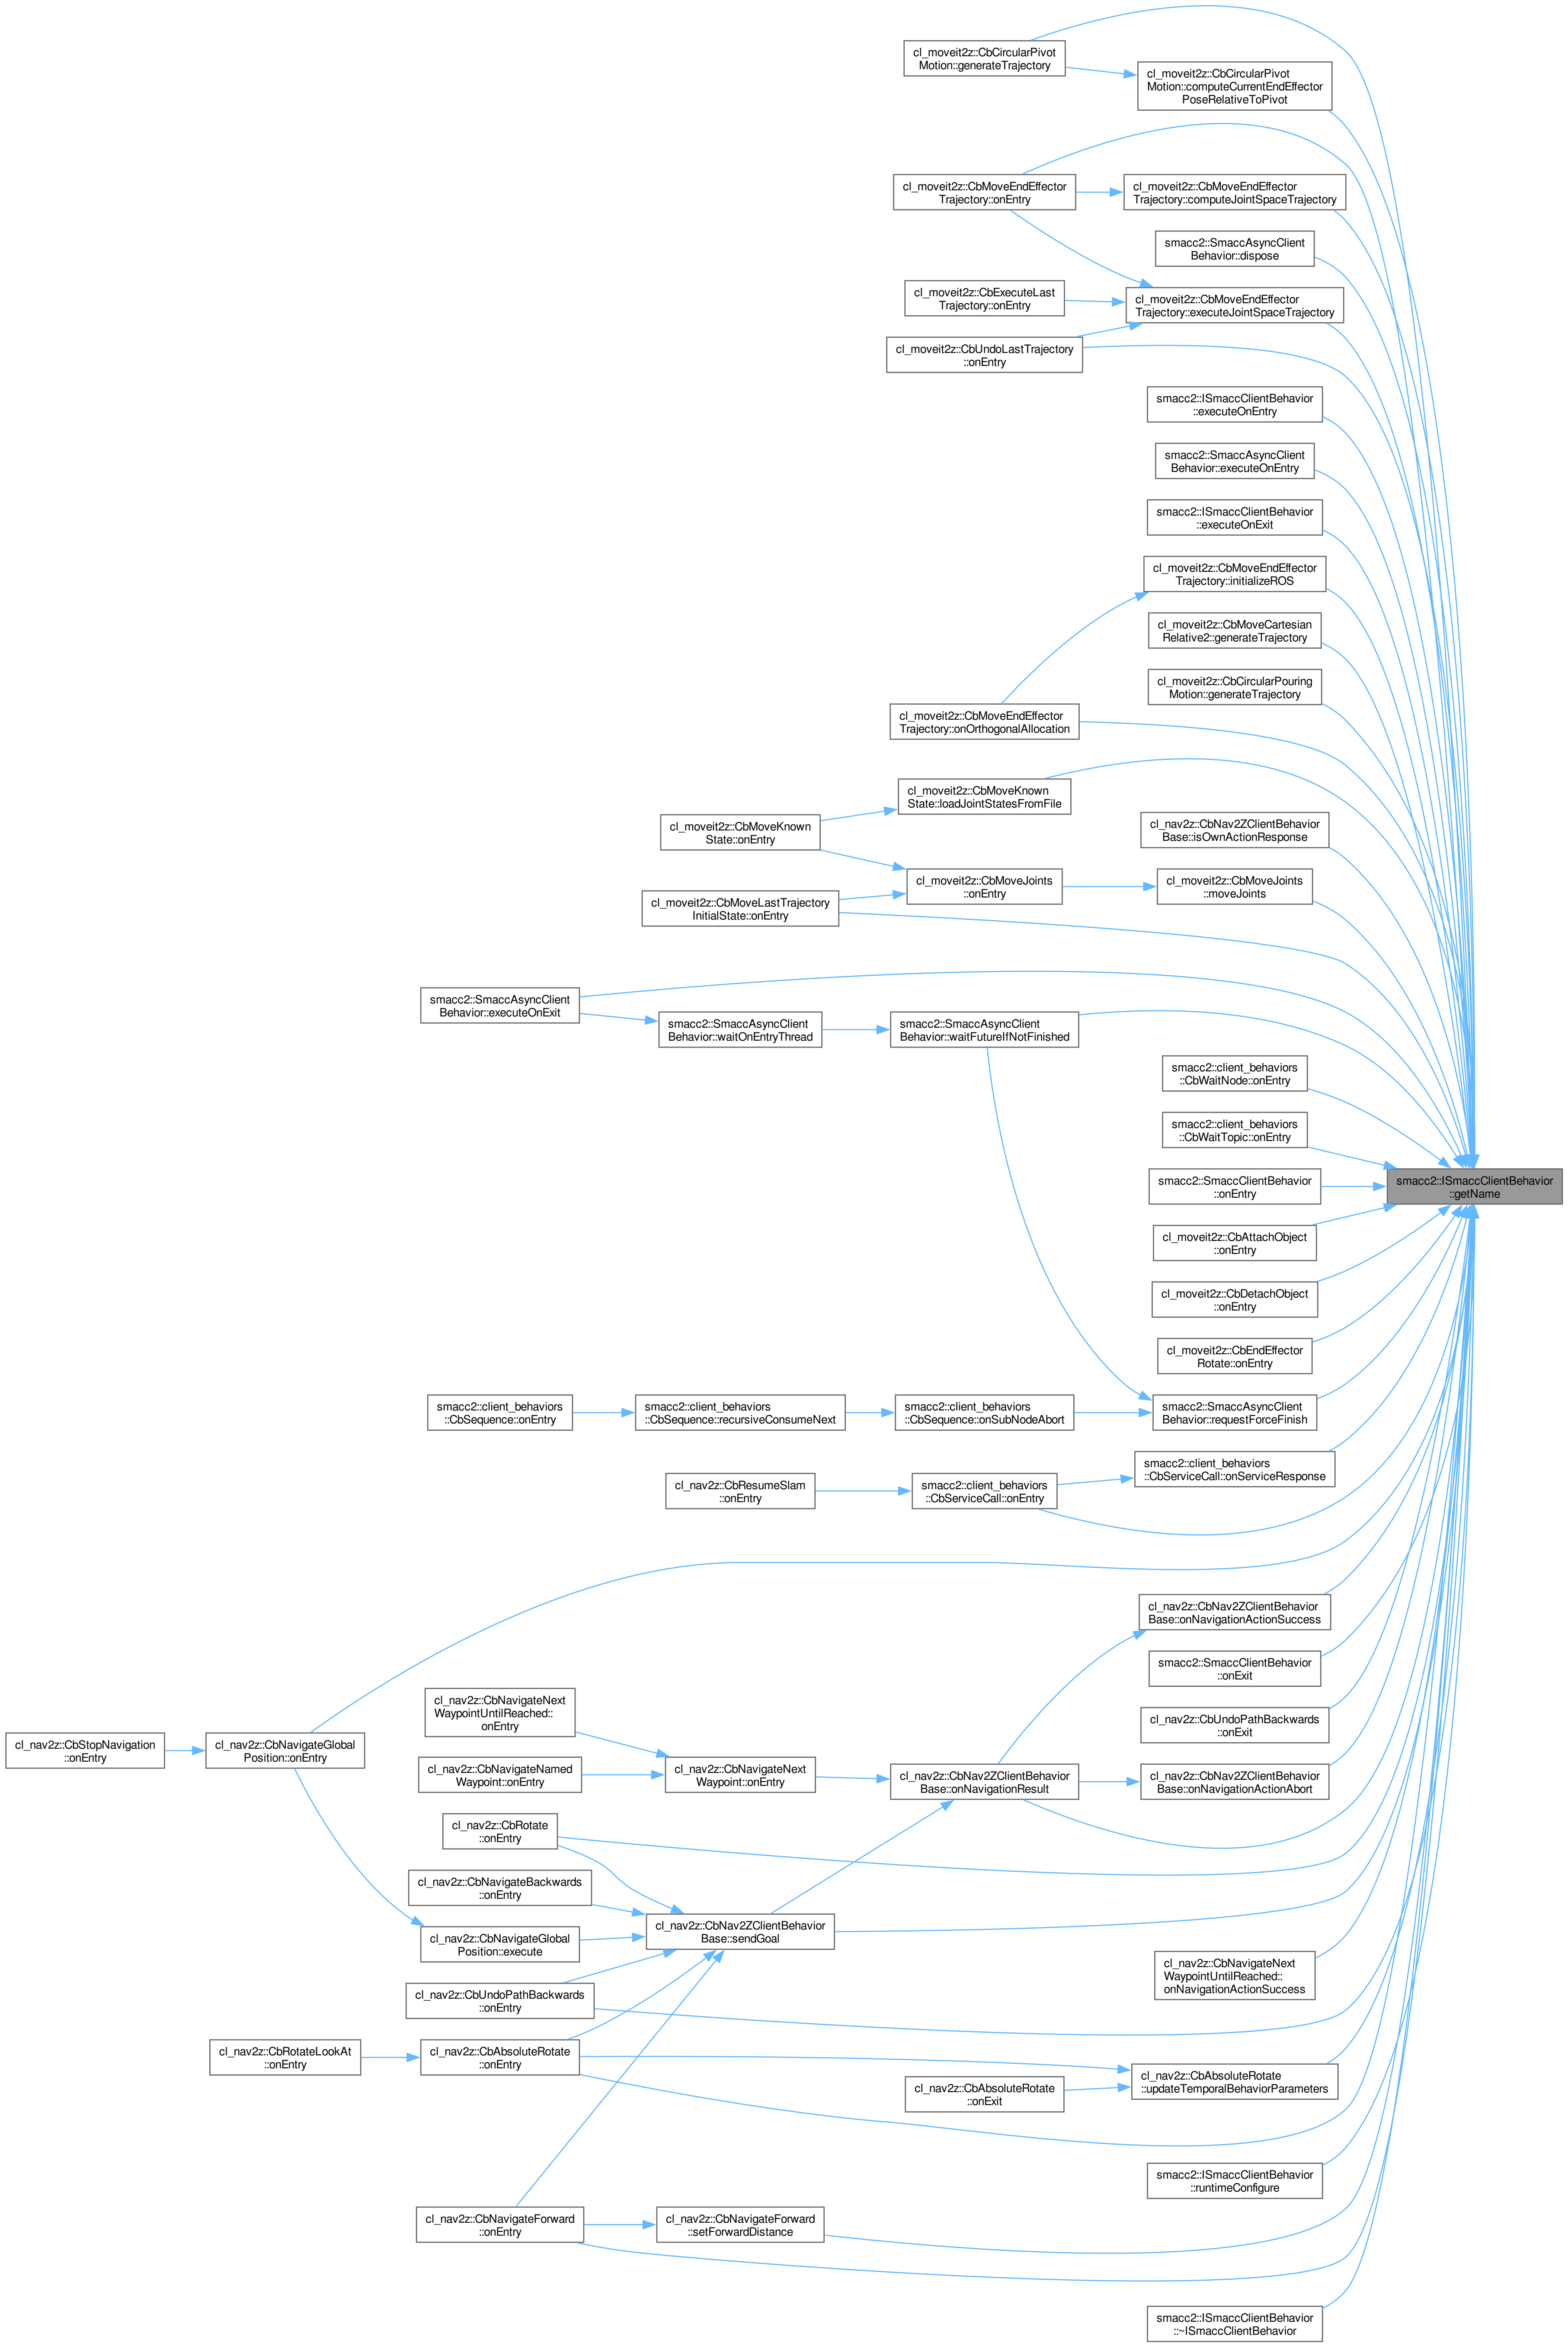 cl_moveit2z::CbCircularPivot
Motion::generateTrajectory
cl_moveit2z::CbCircularPivot
Motion::computeCurrentEndEffector
PoseRelativeToPivot
cl_moveit2z::CbMoveEndEffector
Trajectory::onEntry
cl_moveit2z::CbMoveEndEffector
Trajectory::computeJointSpaceTrajectory
smacc2::SmaccAsyncClient
Behavior::dispose
cl_moveit2z::CbExecuteLast
Trajectory::onEntry
cl_moveit2z::CbMoveEndEffector
Trajectory::executeJointSpaceTrajectory
cl_moveit2z::CbUndoLastTrajectory
::onEntry
smacc2::ISmaccClientBehavior
::executeOnEntry
smacc2::SmaccAsyncClient
Behavior::executeOnEntry
smacc2::ISmaccClientBehavior
::executeOnExit
cl_moveit2z::CbMoveEndEffector
Trajectory::initializeROS
cl_moveit2z::CbMoveCartesian
Relative2::generateTrajectory
cl_moveit2z::CbCircularPouring
Motion::generateTrajectory
cl_moveit2z::CbMoveEndEffector
Trajectory::onOrthogonalAllocation
cl_moveit2z::CbMoveKnown
State::loadJointStatesFromFile
cl_moveit2z::CbMoveKnown
State::onEntry
cl_nav2z::CbNav2ZClientBehavior
Base::isOwnActionResponse
cl_moveit2z::CbMoveJoints
::onEntry
cl_moveit2z::CbMoveJoints
::moveJoints
cl_moveit2z::CbMoveLastTrajectory
InitialState::onEntry
smacc2::SmaccAsyncClient
Behavior::executeOnExit
smacc2::SmaccAsyncClient
Behavior::waitOnEntryThread
smacc2::SmaccAsyncClient
Behavior::waitFutureIfNotFinished
smacc2::client_behaviors
::CbWaitNode::onEntry
smacc2::client_behaviors
::CbWaitTopic::onEntry
smacc2::SmaccClientBehavior
::onEntry
smacc2::ISmaccClientBehavior
::getName
cl_moveit2z::CbAttachObject
::onEntry
cl_moveit2z::CbDetachObject
::onEntry
cl_moveit2z::CbEndEffector
Rotate::onEntry
smacc2::client_behaviors
::CbSequence::onEntry
smacc2::client_behaviors
::CbSequence::recursiveConsumeNext
smacc2::client_behaviors
::CbSequence::onSubNodeAbort
smacc2::SmaccAsyncClient
Behavior::requestForceFinish
cl_nav2z::CbResumeSlam
::onEntry
smacc2::client_behaviors
::CbServiceCall::onEntry
smacc2::client_behaviors
::CbServiceCall::onServiceResponse
cl_nav2z::CbNav2ZClientBehavior
Base::onNavigationActionSuccess
smacc2::SmaccClientBehavior
::onExit
cl_nav2z::CbNavigateNext
WaypointUntilReached::
onEntry
cl_nav2z::CbUndoPathBackwards
::onExit
cl_nav2z::CbStopNavigation
::onEntry
cl_nav2z::CbNavigateGlobal
Position::onEntry
cl_nav2z::CbNavigateNamed
Waypoint::onEntry
cl_nav2z::CbNavigateNext
Waypoint::onEntry
cl_nav2z::CbNav2ZClientBehavior
Base::onNavigationResult
cl_nav2z::CbNav2ZClientBehavior
Base::onNavigationActionAbort
cl_nav2z::CbRotate
::onEntry
cl_nav2z::CbNavigateBackwards
::onEntry
cl_nav2z::CbNavigateGlobal
Position::execute
cl_nav2z::CbNav2ZClientBehavior
Base::sendGoal
cl_nav2z::CbNavigateNext
WaypointUntilReached::
onNavigationActionSuccess
cl_nav2z::CbUndoPathBackwards
::onEntry
cl_nav2z::CbRotateLookAt
::onEntry
cl_nav2z::CbAbsoluteRotate
::onEntry
cl_nav2z::CbAbsoluteRotate
::onExit
cl_nav2z::CbAbsoluteRotate
::updateTemporalBehaviorParameters
smacc2::ISmaccClientBehavior
::runtimeConfigure
cl_nav2z::CbNavigateForward
::onEntry
cl_nav2z::CbNavigateForward
::setForwardDistance
smacc2::ISmaccClientBehavior
::~ISmaccClientBehavior